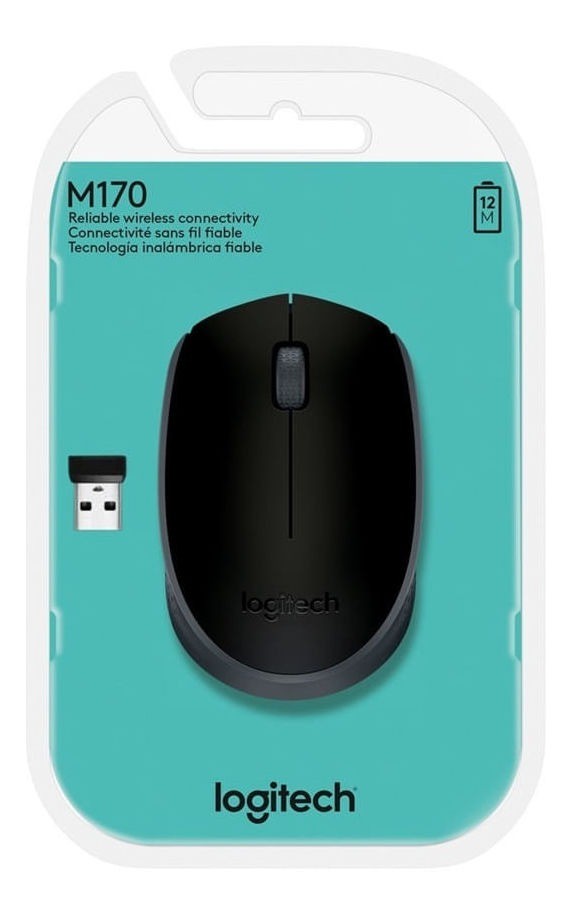 M170
Reliable wireless connectivity
Connectivité sans fil fiable
Tecnología inalámbrica fiable
12
M
logitech
logitech